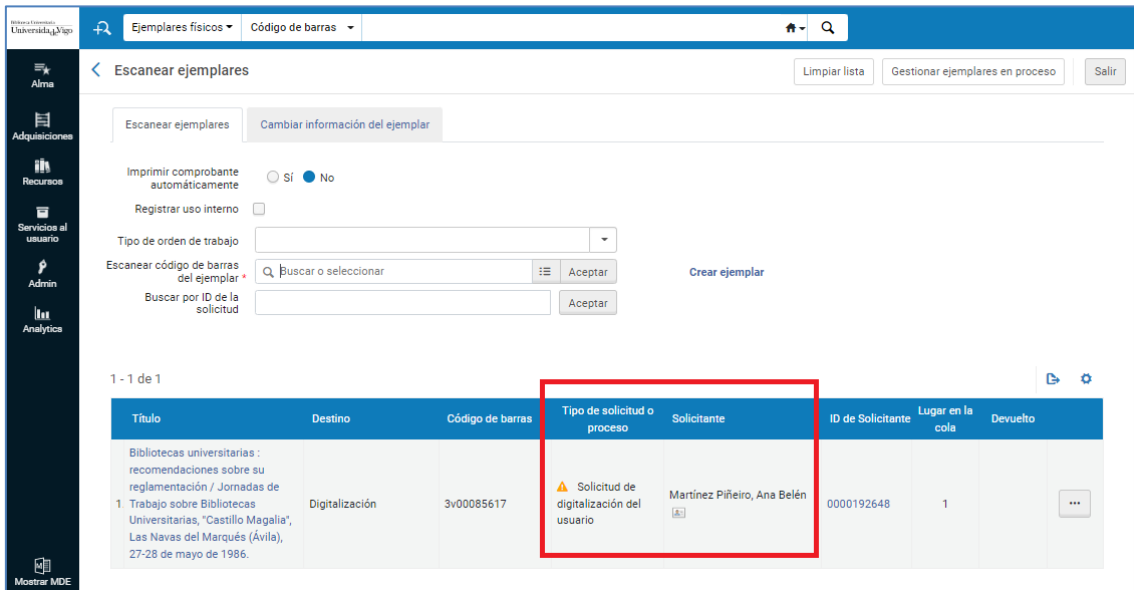 Biblioteca Universitaria
Universida de Vigo
Ejemplares físicos
Código de barras
Alma
Adquisiciones
Recursos
Servicios al
usuario
Admin
Analytics
Mostrar MDE
Escanear ejemplares
Limpiar lista
Gestionar ejemplares en proceso
Salir
Escanear ejemplares
Cambiar información del ejemplar
Imprimir comprobante
automáticamente
Sí
No
Registrar uso interno
Tipo de orden de trabajo
Escanear código de barras
del ejemplar *
Buscar o seleccionar
Aceptar
Crear ejemplar
Buscar por ID de la
solicitud
Aceptar
1 - 1 de 1
Título
Destino
Código de barras
Tipo de solicitud o
proceso
Solicitante
ID de Solicitante
Lugar en la
cola
Devuelto
1
Bibliotecas universitarias :
recomendaciones sobre su
reglamentación / Jornadas de
Trabajo sobre Bibliotecas
Universitarias, "Castillo Magalia",
Las Navas del Marqués (Ávila),
27-28 de mayo de 1986.
Digitalización
3v00085617
Solicitud de
digitalización del
usuario
Martínez Piñeiro, Ana Belén
0000192648
1